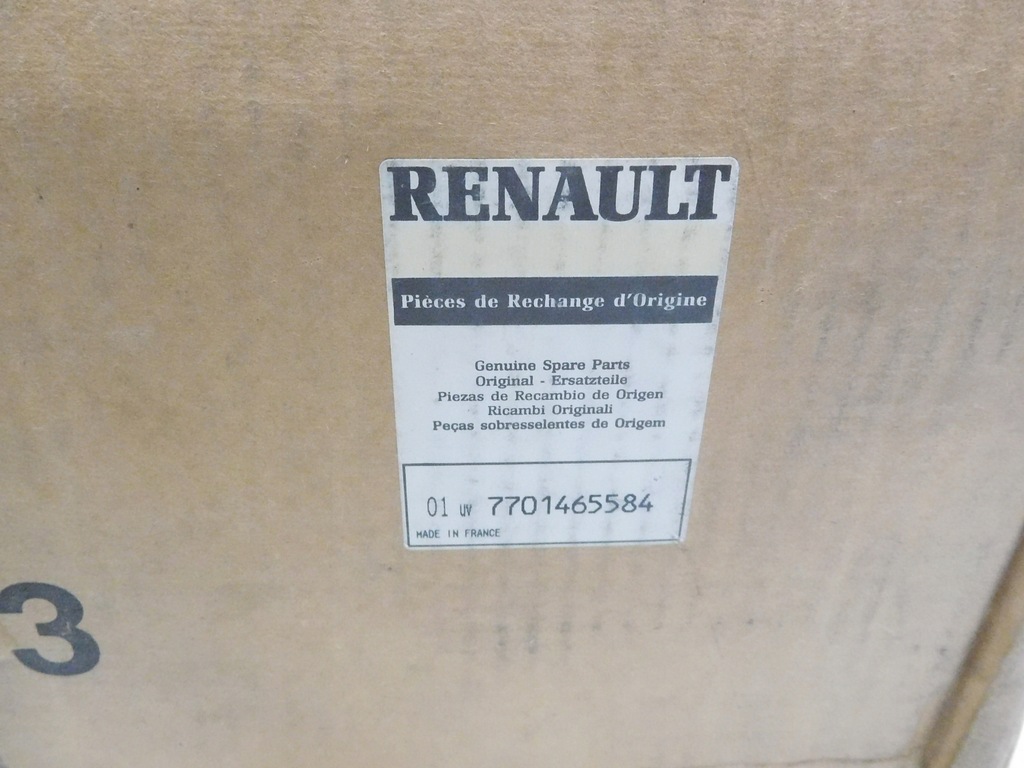 RENAULT
Pièces de Rechange d'Origine
Genuine Spare Parts
Original - Ersatzteile
Piezas de Recambio de Origen
Ricambi Originali
Peças sobresselentes de Origem
01 UV 7701465584
MADE IN FRANCE
3